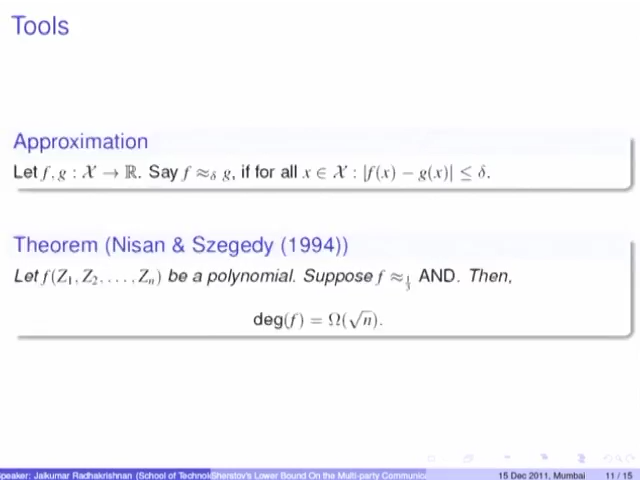 Tools
Approximation
Let f, g : X → ℝ. Say f ≈δ g, if for all x ∈ X : |f(x) − g(x)| ≤ δ.
Theorem (Nisan & Szegedy (1994))
Let f(Z₁, Z₂, . . . , Zₙ) be a polynomial. Suppose f ≈1/3 AND. Then,
deg(f) = Ω(√n).
Speaker: Jaikumar Radhakrishnan (School of Technol Sherstov's Lower Bound On the Multi-party Communic 15 Dec 2011, Mumbai 11 / 15